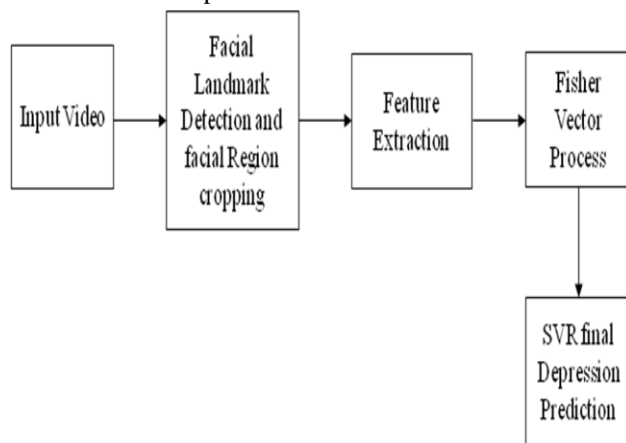 Input Video
Facial
Landmark
Detection and
facial Region
cropping
Feature
Extraction
Fisher
Vector
Process
SVR final
Depression
Prediction